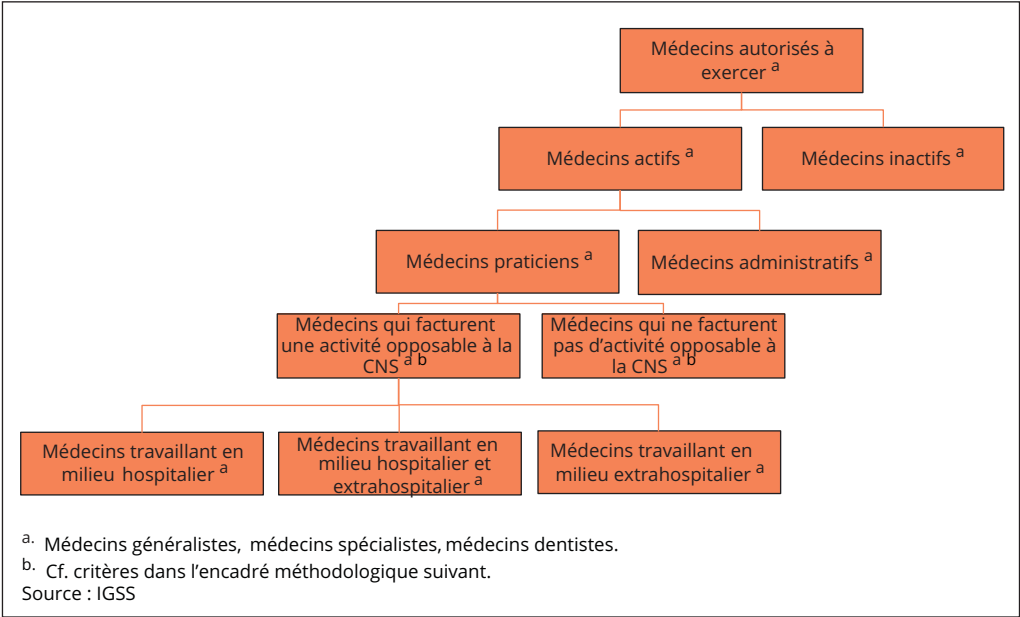 Médecins autorisés à
exercer a
Médecins actifs a
Médecins inactifs a
Médecins praticiens a
Médecins administratifs a
Médecins qui facturent
une activité opposable à la
CNS a b
Médecins qui ne facturent
pas d'activité opposable à
la CNS a b
Médecins travaillant en
milieu hospitalier a
Médecins travaillant en
milieu hospitalier et
extrahospitalier a
Médecins travaillant en
milieu extrahospitalier a
a. Médecins généralistes, médecins spécialistes, médecins dentistes.
b. Cf. critères dans l'encadré méthodologique suivant.
Source : IGSS